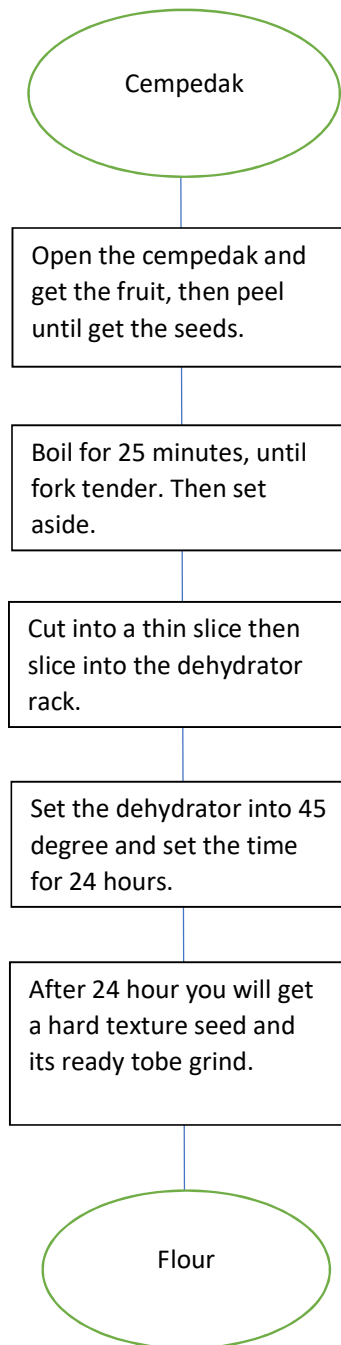 Cempedak
Open the cempedak and
get the fruit, then peel
until get the seeds.
Boil for 25 minutes, until
fork tender. Then set
aside.
Cut into a thin slice then
slice into the dehydrator
rack.
Set the dehydrator into 45
degree and set the time
for 24 hours.
After 24 hour you will get
a hard texture seed and
its ready tobe grind.
Flour